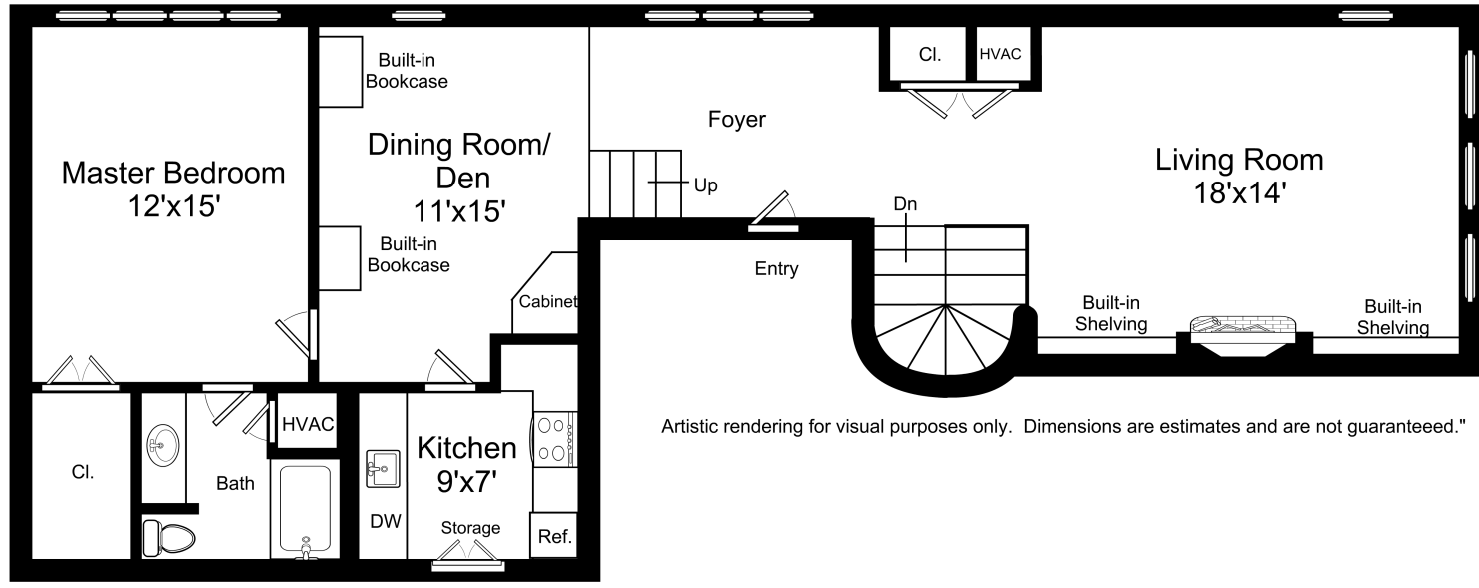 Master Bedroom
12'x15'
Built-in
Bookcase
Dining Room/
Den
11'x15'
Built-in
Bookcase
Cabinet
Foyer
Up
Entry
Dn
Cl.
HVAC
Living Room
18'x14'
Built-in
Shelving
Built-in
Shelving
Cl.
Bath
HVAC
Kitchen
9'x7'
DW
Storage
Ref.
Artistic rendering for visual purposes only.  Dimensions are estimates and are not guaranteeed."